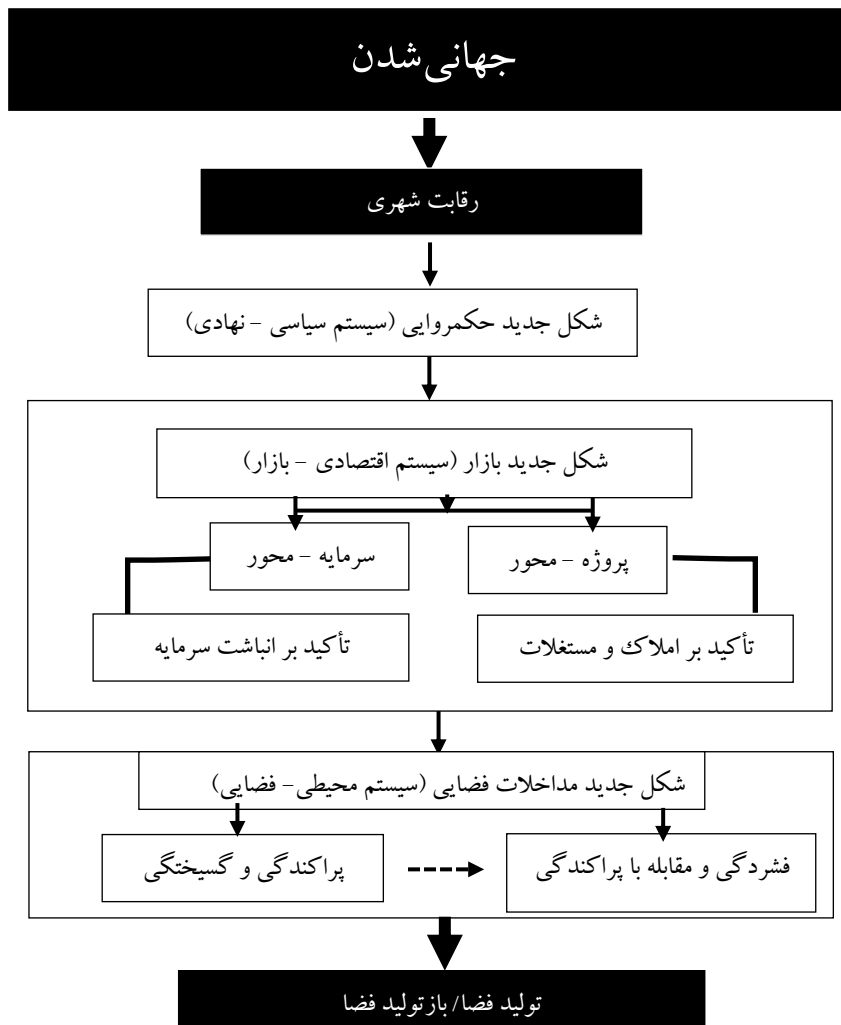 جهانی‌شدن
رقابت شهری
شکل جدید حکمروایی (سیستم سیاسی – نهادی)
شکل جدید بازار (سیستم اقتصادی – بازار)
پروژه – محور
سرمایه – محور
تأکید بر املاک و مستغلات
تأکید بر انباشت سرمایه
شکل جدید مداخلات فضایی (سیستم محیطی– فضایی)
فشردگی و مقابله با پراکندگی
پراکندگی و گسیختگی
تولید فضا/ بازتولید فضا